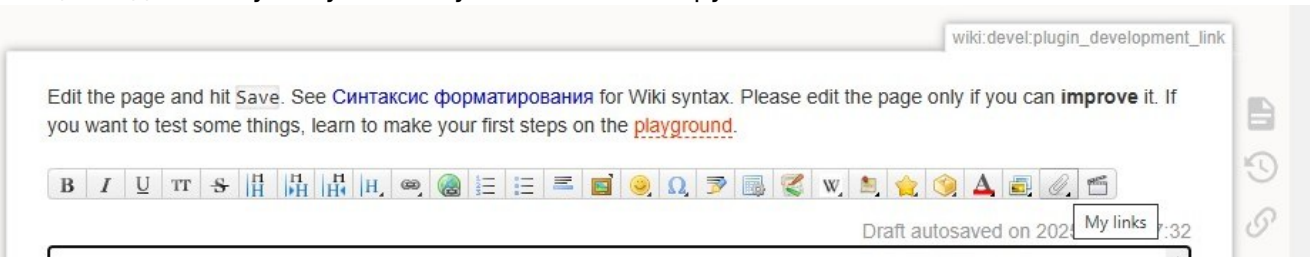 wiki:devel:plugin_development_link
Edit the page and hit Save. See Синтаксис форматирования for Wiki syntax. Please edit the page only if you can improve it. If
you want to test some things, learn to make your first steps on the playground.
B I U TT S H H H H Ω W A
Draft autosaved on 202 7:32
My links